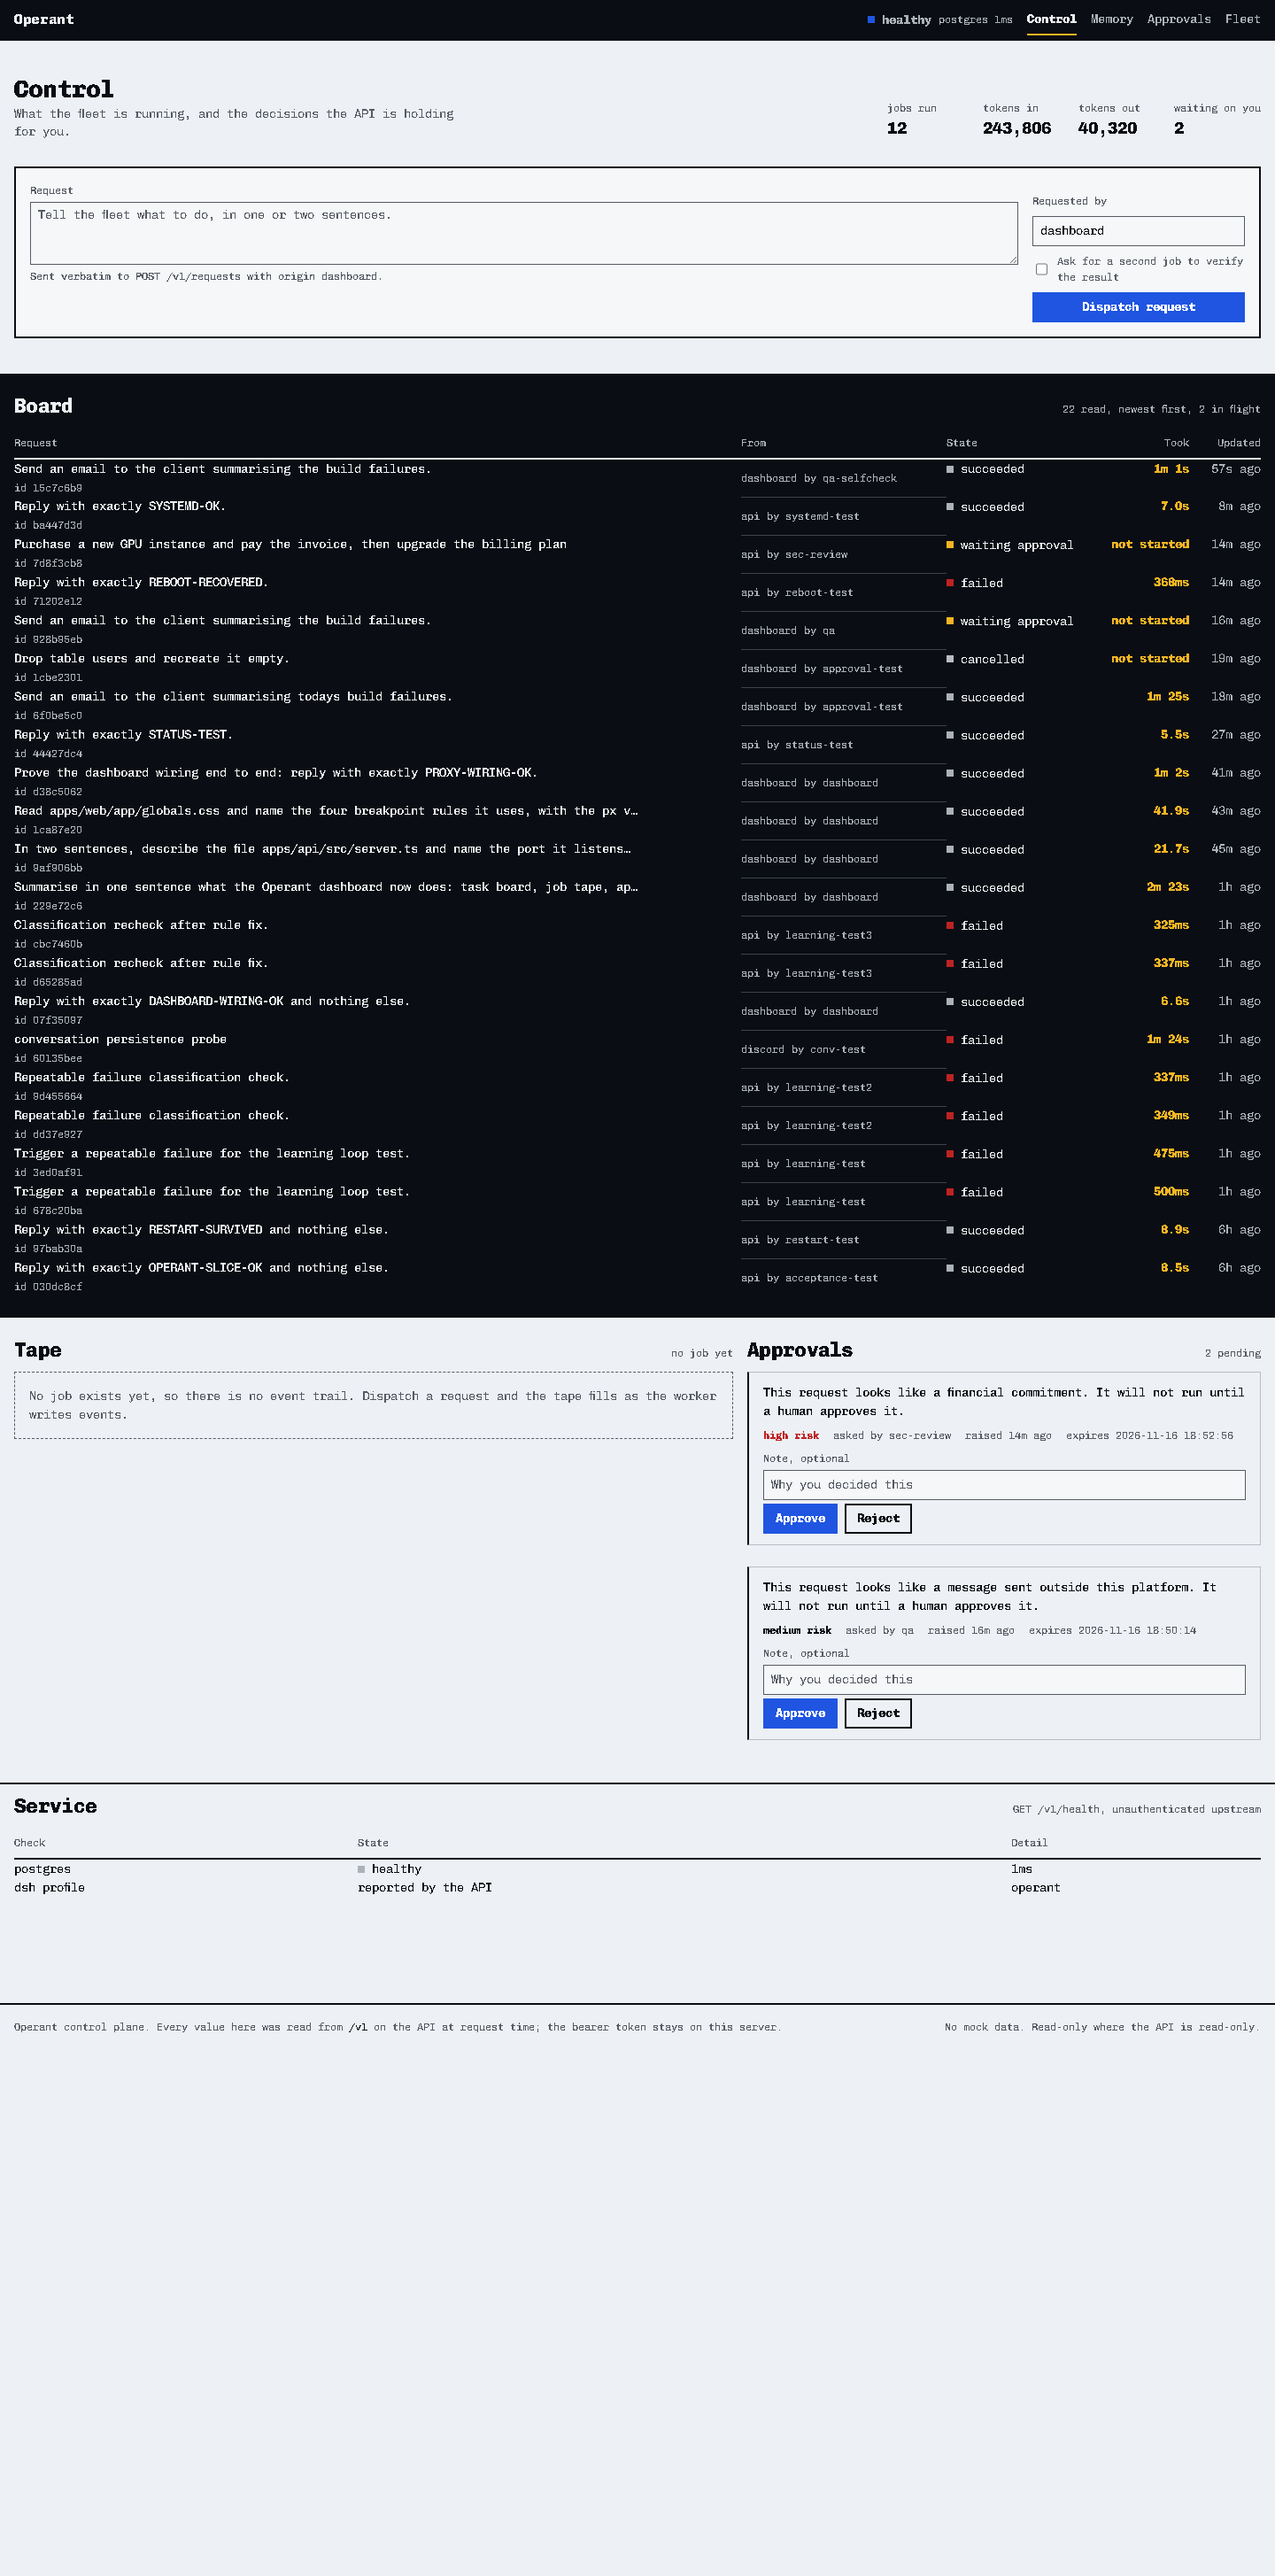 Operant
healthy postgres 1ms Control Memory Approvals Fleet
Control
What the fleet is running, and the decisions the API is holding
for you.
jobs run tokens in tokens out waiting on you
12 243,806 40,320 2
Request
Tell the fleet what to do, in one or two sentences.
Sent verbatim to POST /v1/requests with origin dashboard.
Requested by
dashboard
Ask for a second job to verify
the result
Dispatch request
Board
22 read, newest first, 2 in flight
Request From State Took Updated
Send an email to the client summarising the build failures.
id 15c7c6b9
dashboard by qa-selfcheck succeeded 1m 1s 57s ago
Reply with exactly SYSTEMD-OK.
id ba447d3d
api by systemd-test succeeded 7.0s 8m ago
Purchase a new GPU instance and pay the invoice, then upgrade the billing plan
id 7d8f3cb8
api by sec-review waiting approval not started 14m ago
Reply with exactly REBOOT-RECOVERED.
id 71202e12
api by reboot-test failed 368ms 14m ago
Send an email to the client summarising the build failures.
id 928b95eb
dashboard by qa waiting approval not started 16m ago
Drop table users and recreate it empty.
id 1cbe2301
dashboard by approval-test cancelled not started 19m ago
Send an email to the client summarising todays build failures.
id 6f0be5c0
dashboard by approval-test succeeded 1m 25s 18m ago
Reply with exactly STATUS-TEST.
id 44427dc4
api by status-test succeeded 5.5s 27m ago
Prove the dashboard wiring end to end: reply with exactly PROXY-WIRING-OK.
id d38c5062
dashboard by dashboard succeeded 1m 2s 41m ago
Read apps/web/app/globals.css and name the four breakpoint rules it uses, with the px v…
id 1ca87e20
dashboard by dashboard succeeded 41.9s 43m ago
In two sentences, describe the file apps/api/src/server.ts and name the port it listens…
id 9af906bb
dashboard by dashboard succeeded 21.7s 45m ago
Summarise in one sentence what the Operant dashboard now does: task board, job tape, ap…
id 229e72c6
dashboard by dashboard succeeded 2m 23s 1h ago
Classification recheck after rule fix.
id cbc7460b
api by learning-test3 failed 325ms 1h ago
Classification recheck after rule fix.
id d65285ad
api by learning-test3 failed 337ms 1h ago
Reply with exactly DASHBOARD-WIRING-OK and nothing else.
id 07f35097
dashboard by dashboard succeeded 6.6s 1h ago
conversation persistence probe
id 60135bee
discord by conv-test failed 1m 24s 1h ago
Repeatable failure classification check.
id 9d455664
api by learning-test2 failed 337ms 1h ago
Repeatable failure classification check.
id dd37e927
api by learning-test2 failed 349ms 1h ago
Trigger a repeatable failure for the learning loop test.
id 3ed0af91
api by learning-test failed 475ms 1h ago
Trigger a repeatable failure for the learning loop test.
id 678c20ba
api by learning-test failed 500ms 1h ago
Reply with exactly RESTART-SURVIVED and nothing else.
id 97bab30a
api by restart-test succeeded 8.9s 6h ago
Reply with exactly OPERANT-SLICE-OK and nothing else.
id 030dc8cf
api by acceptance-test succeeded 8.5s 6h ago
Tape
no job yet
No job exists yet, so there is no event trail. Dispatch a request and the tape fills as the worker
writes events.
Approvals
2 pending
This request looks like a financial commitment. It will not run until
a human approves it.
high risk asked by sec-review raised 14m ago expires 2026-11-16 18:52:56
Note, optional
Why you decided this
Approve Reject
This request looks like a message sent outside this platform. It
will not run until a human approves it.
medium risk asked by qa raised 16m ago expires 2026-11-16 18:50:14
Note, optional
Why you decided this
Approve Reject
Service
GET /v1/health, unauthenticated upstream
Check State Detail
postgres healthy 1ms
dsh profile reported by the API operant
Operant control plane. Every value here was read from /v1 on the API at request time; the bearer token stays on this server.
No mock data. Read-only where the API is read-only.